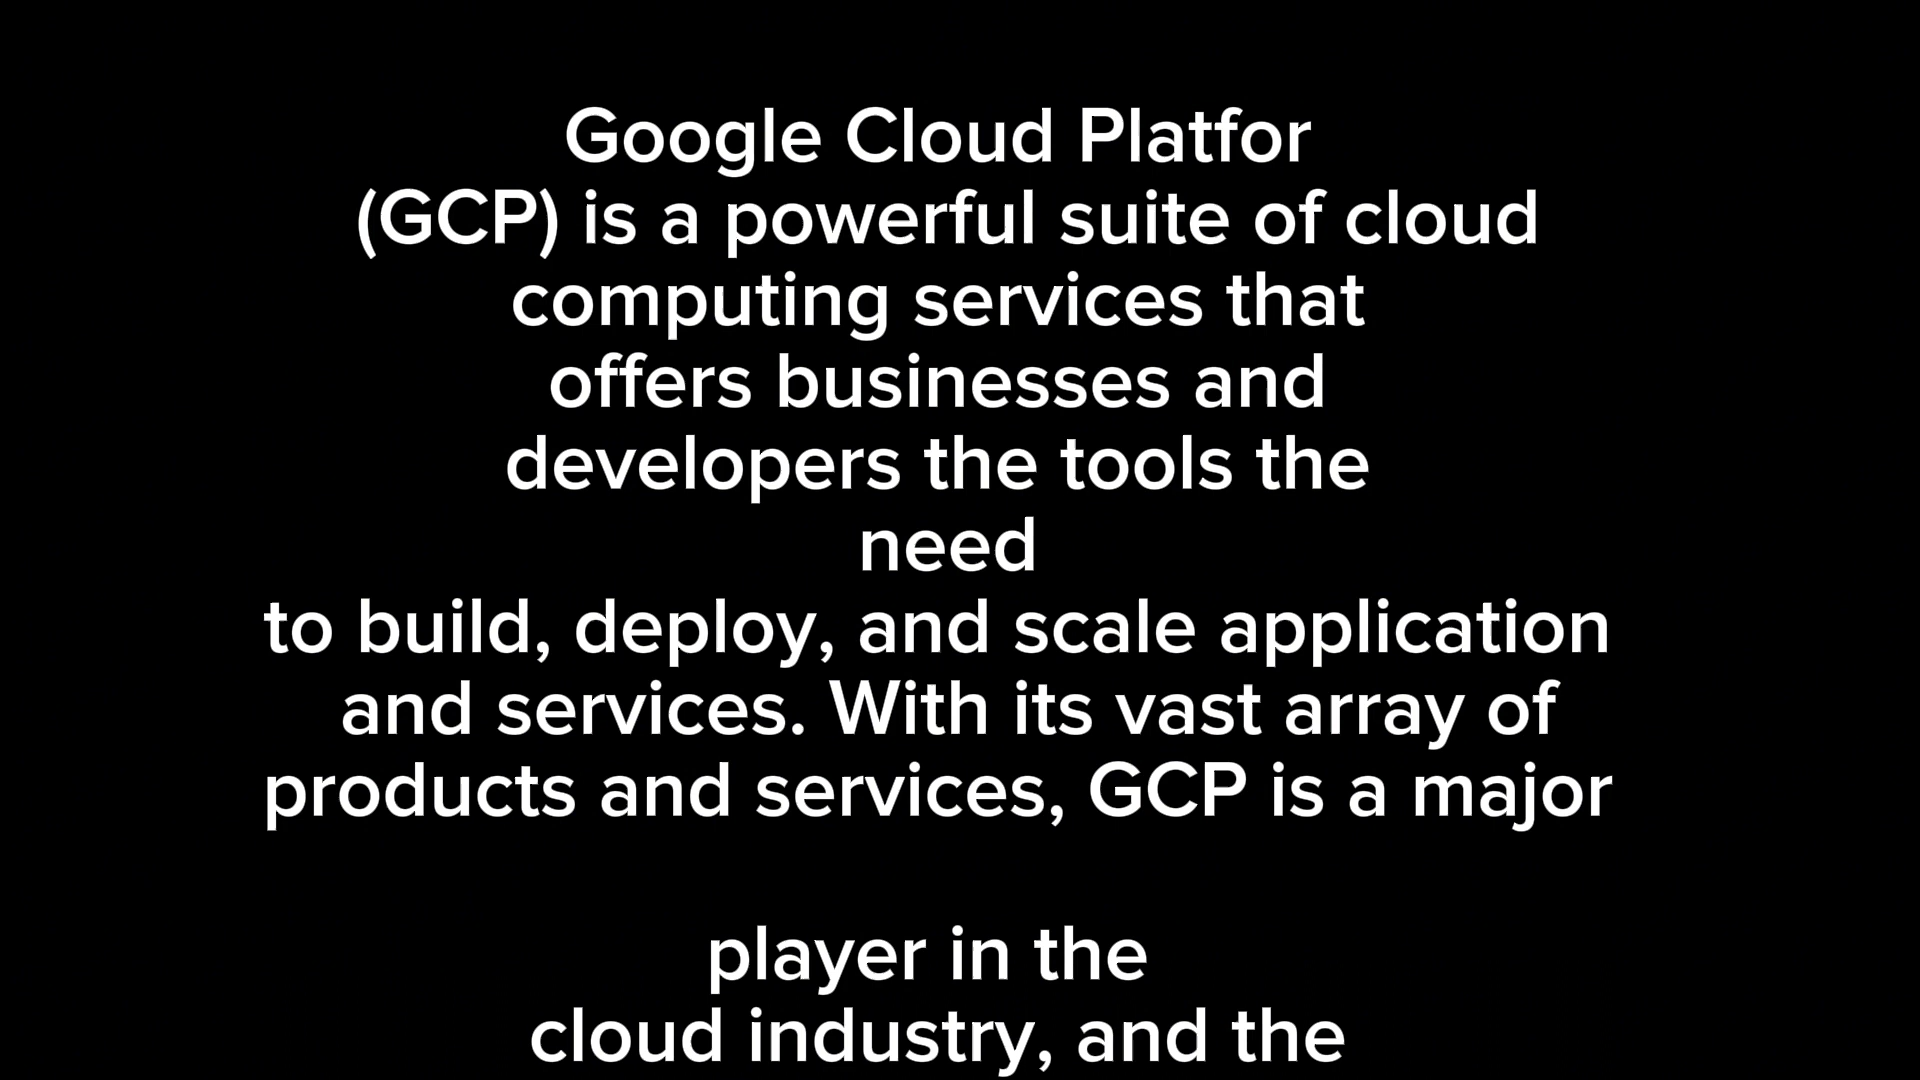 Google Cloud Platfor
(GCP) is a powerful suite of cloud
computing services that
offers businesses and
developers the tools the
need
to build, deploy, and scale application
and services. With its vast array of
products and services, GCP is a major
player in the
cloud industry, and the